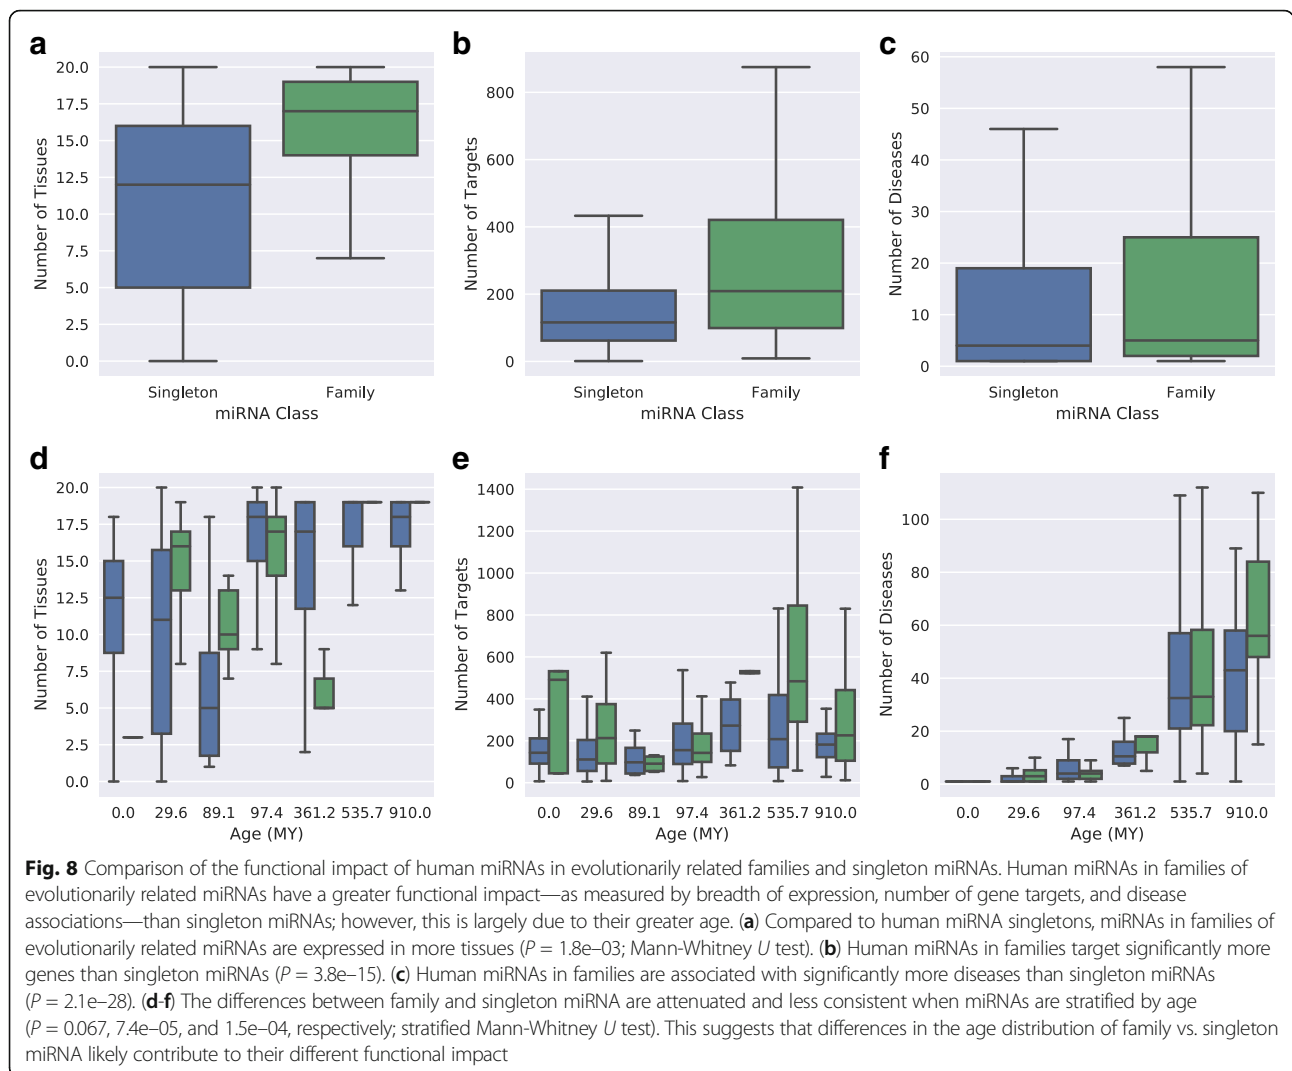 a
20.0
17.5
15.0
12.5
10.0
7.5
5.0
2.5
0.0
Number of Tissues
Singleton Family
miRNA Class
b
800
600
400
200
0
Number of Targets
Singleton Family
miRNA Class
c
60
50
40
30
20
10
0
Number of Diseases
Singleton Family
miRNA Class
d
20.0
17.5
15.0
12.5
10.0
7.5
5.0
2.5
0.0
Number of Tissues
0.0 29.6 89.1 97.4 361.2 535.7 910.0
Age (MY)
e
1400
1200
1000
800
600
400
200
0
Number of Targets
0.0 29.6 89.1 97.4 361.2 535.7 910.0
Age (MY)
f
100
80
60
40
20
0
Number of Diseases
0.0 29.6 97.4 361.2 535.7 910.0
Age (MY)
Fig. 8 Comparison of the functional impact of human miRNAs in evolutionarily related families and singleton miRNAs. Human miRNAs in families of
evolutionarily related miRNAs have a greater functional impact—as measured by breadth of expression, number of gene targets, and disease
associations—than singleton miRNAs; however, this is largely due to their greater age. (a) Compared to human miRNA singletons, miRNAs in families of
evolutionarily related miRNAs are expressed in more tissues (P = 1.8e–03; Mann-Whitney U test). (b) Human miRNAs in families target significantly more
genes than singleton miRNAs (P = 3.8e–15). (c) Human miRNAs in families are associated with significantly more diseases than singleton miRNAs
(P = 2.1e–28). (d-f) The differences between family and singleton miRNA are attenuated and less consistent when miRNAs are stratified by age
(P = 0.067, 7.4e–05, and 1.5e–04, respectively; stratified Mann-Whitney U test). This suggests that differences in the age distribution of family vs. singleton
miRNA likely contribute to their different functional impact